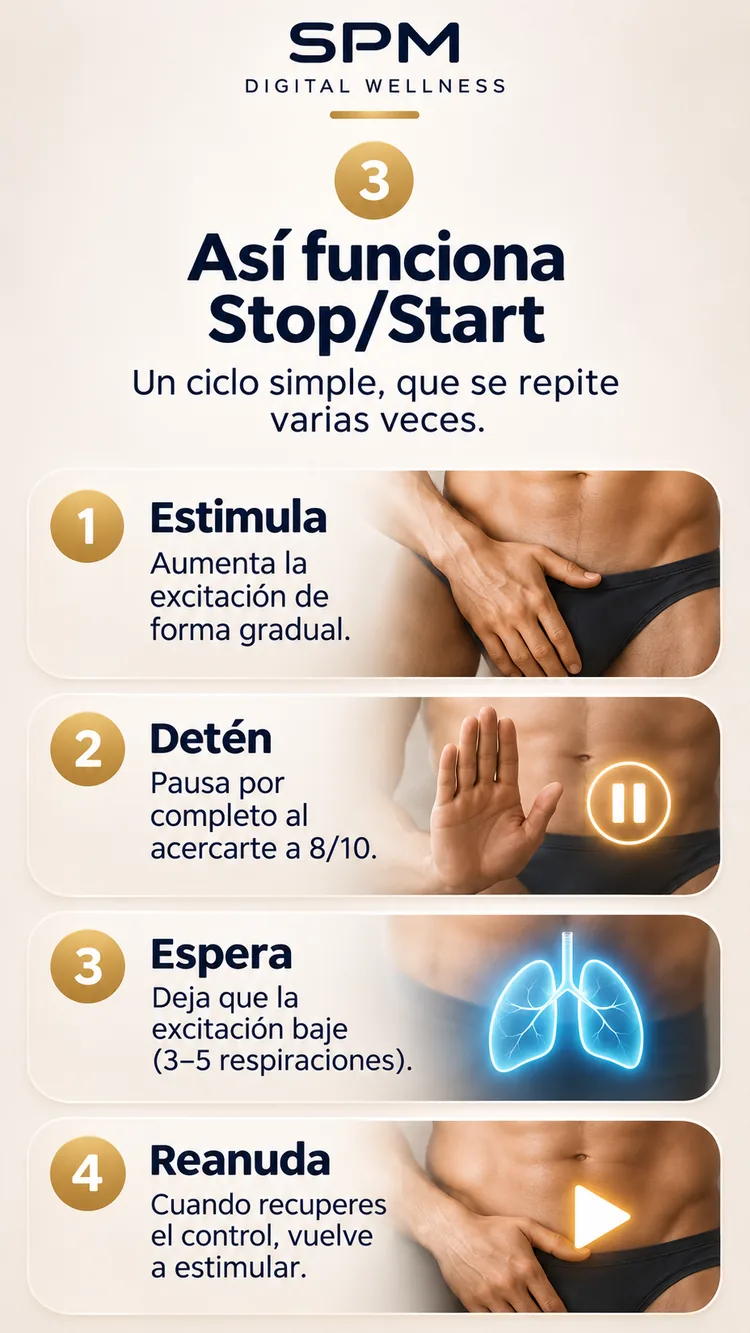 SPM
DIGITAL WELLNESS
3
Así funciona
Stop/Start
Un ciclo simple, que se repite
varias veces.
1
Estimula
Aumenta la
excitación de
forma gradual.
2
Detén
Pausa por
completo al
acercarte a 8/10.
3
Espera
Deja que la
excitación baje
(3–5 respiraciones).
4
Reanuda
Cuando recuperes
el control, vuelve
a estimular.